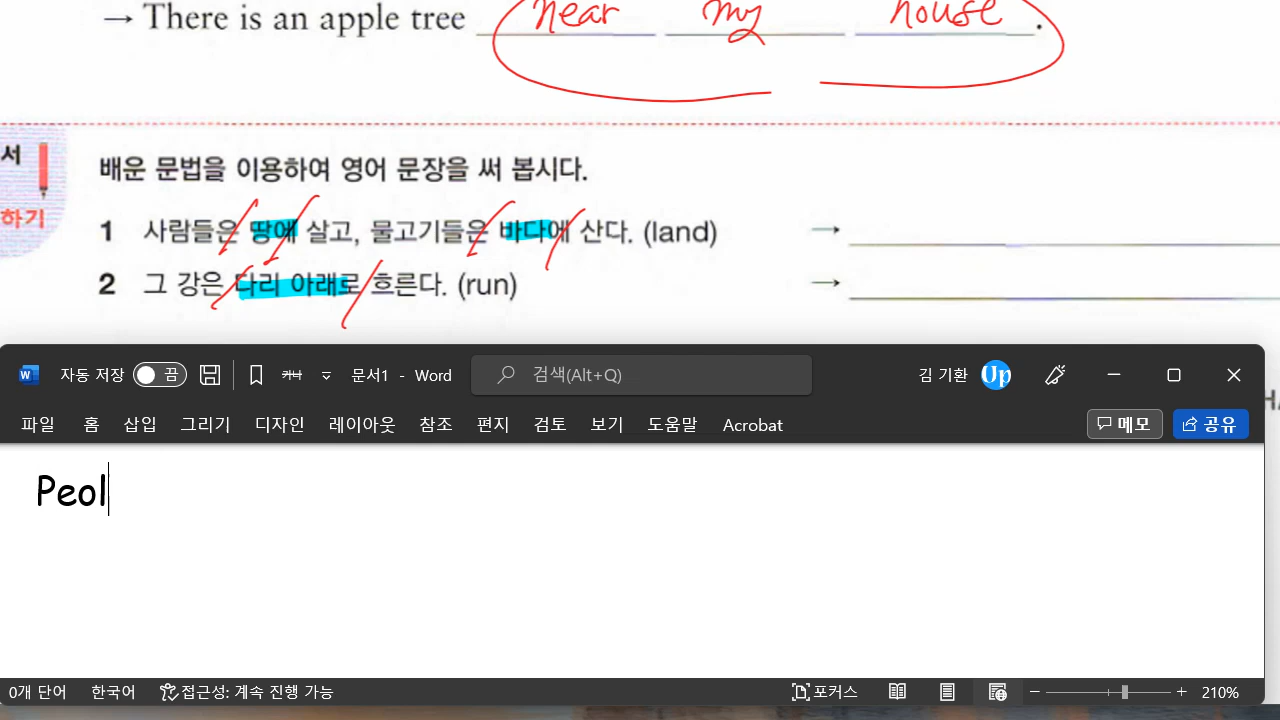 → There is an apple tree near my house.
서
하기
배운 문법을 이용하여 영어 문장을 써 봅시다.
1 사람들은 땅에 살고, 물고기들은 바다에 산다. (land) →
2 그 강은 다리 아래로 흐른다. (run) →
자동 저장 끔 문서1 - Word 검색(Alt+Q) 김 기환 Up
파일 홈 삽입 그리기 디자인 레이아웃 참조 편지 검토 보기 도움말 Acrobat 메모 공유
Peol
0개 단어 한국어 접근성: 계속 진행 가능 포커스 210%